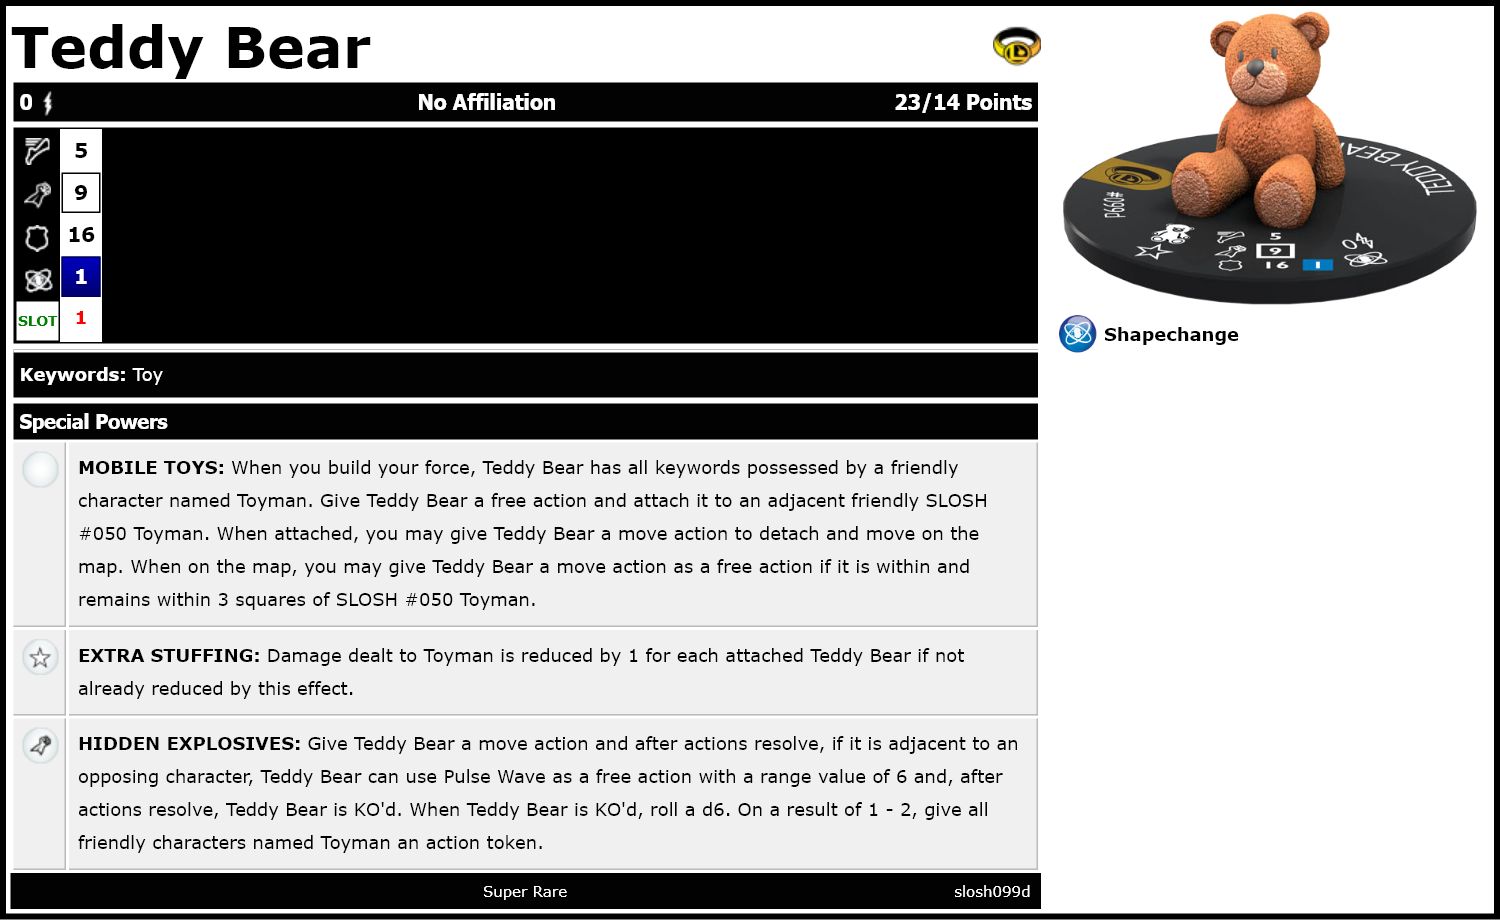 Teddy Bear
0 No Affiliation 23/14 Points
5
9
16
1
SLOT 1
Keywords: Toy
Special Powers
MOBILE TOYS: When you build your force, Teddy Bear has all keywords possessed by a friendly
character named Toyman. Give Teddy Bear a free action and attach it to an adjacent friendly SLOSH
#050 Toyman. When attached, you may give Teddy Bear a move action to detach and move on the
map. When on the map, you may give Teddy Bear a move action as a free action if it is within and
remains within 3 squares of SLOSH #050 Toyman.
EXTRA STUFFING: Damage dealt to Toyman is reduced by 1 for each attached Teddy Bear if not
already reduced by this effect.
HIDDEN EXPLOSIVES: Give Teddy Bear a move action and after actions resolve, if it is adjacent to an
opposing character, Teddy Bear can use Pulse Wave as a free action with a range value of 6 and, after
actions resolve, Teddy Bear is KO'd. When Teddy Bear is KO'd, roll a d6. On a result of 1 - 2, give all
friendly characters named Toyman an action token.
Super Rare slosh099d
TEDDY BEAR
#099d
5
9
16 1
0
Shapechange